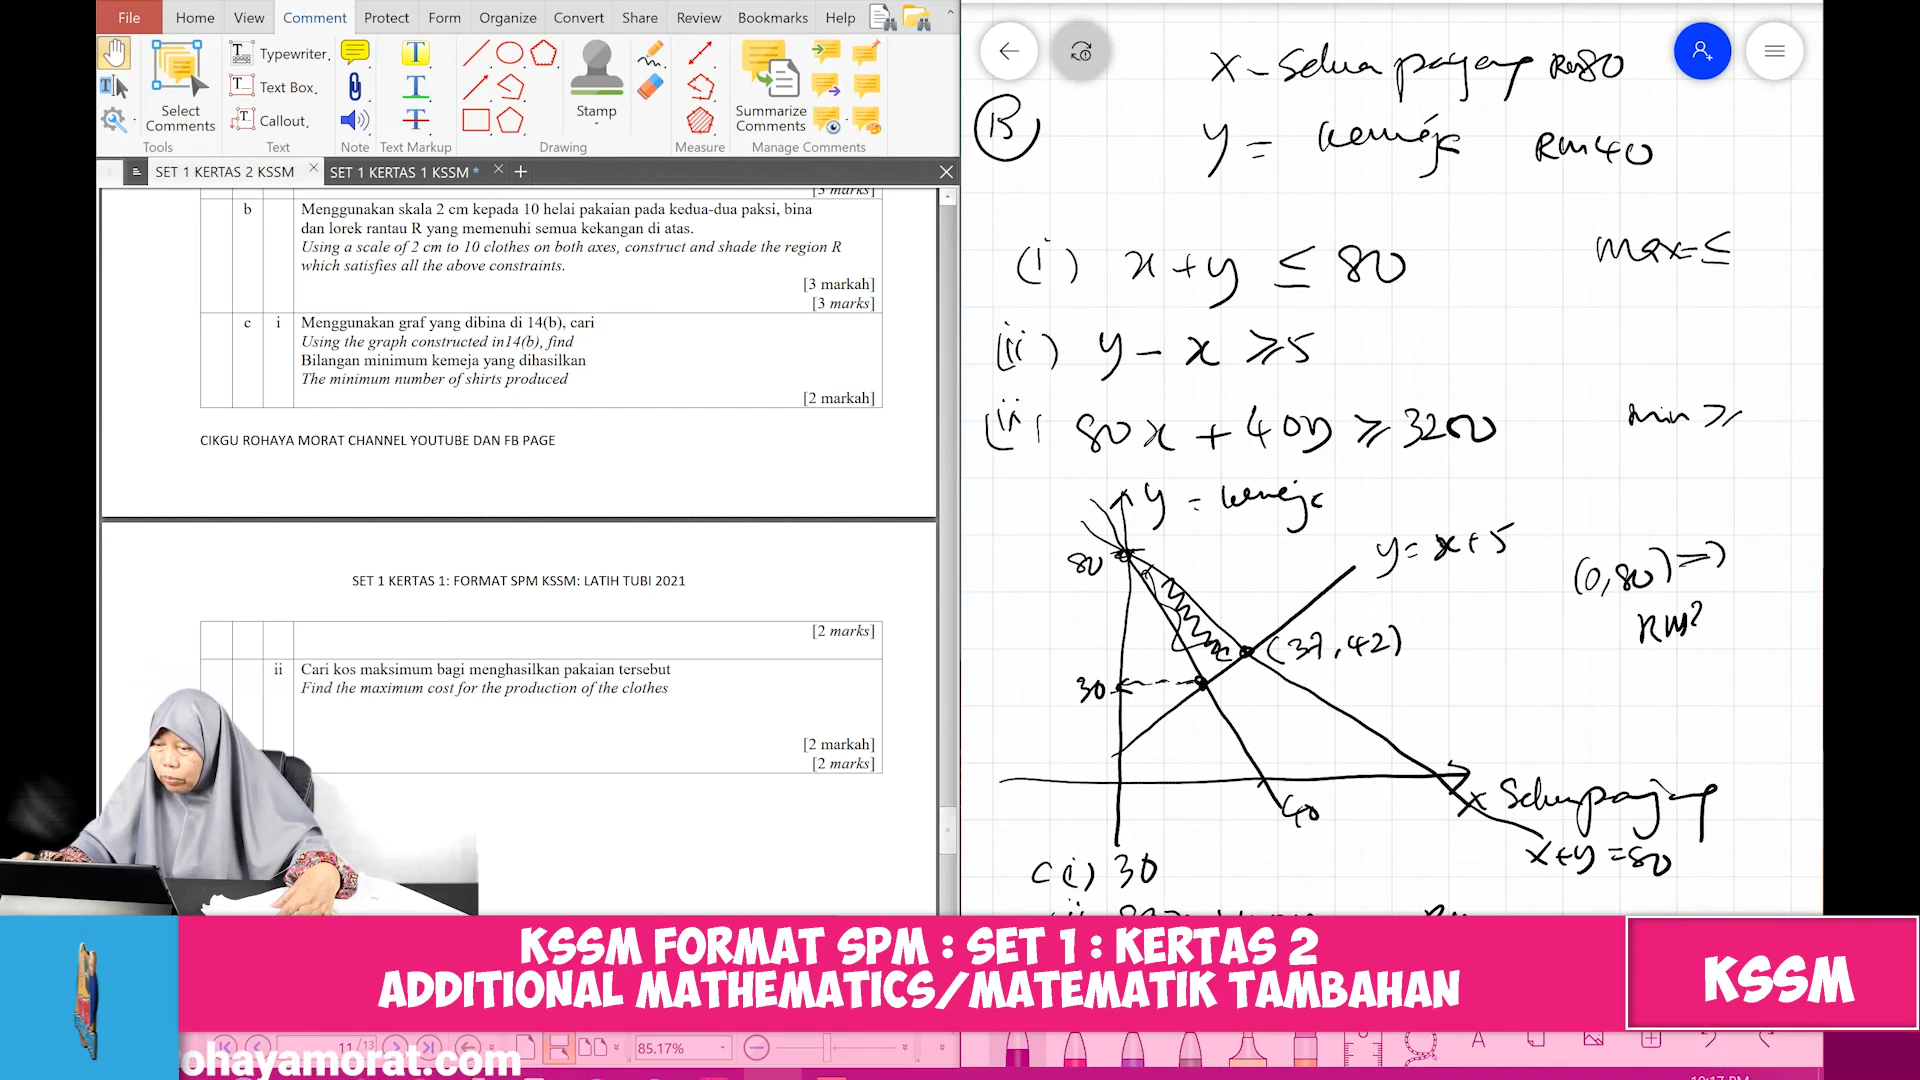 File Home View Comment Protect Form Organize Convert Share Review Bookmarks Help
Select Comments
Typewriter
Text Box
Callout
Stamp
Summarize Comments
Tools Text Note Text Markup Drawing Measure Manage Comments
SET 1 KERTAS 2 KSSM
SET 1 KERTAS 1 KSSM *
[3 marks]
b Menggunakan skala 2 cm kepada 10 helai pakaian pada kedua-dua paksi, bina
dan lorek rantau R yang memenuhi semua kekangan di atas.
Using a scale of 2 cm to 10 clothes on both axes, construct and shade the region R
which satisfies all the above constraints.
[3 markah]
[3 marks]
c i Menggunakan graf yang dibina di 14(b), cari
Using the graph constructed in14(b), find
Bilangan minimum kemeja yang dihasilkan
The minimum number of shirts produced
[2 markah]
CIKGU ROHAYA MORAT CHANNEL YOUTUBE DAN FB PAGE
SET 1 KERTAS 1: FORMAT SPM KSSM: LATIH TUBI 2021
[2 marks]
ii Cari kos maksimum bagi menghasilkan pakaian tersebut
Find the maximum cost for the production of the clothes
[2 markah]
[2 marks]
x - Seluar panjang RM80
B
y = kemeja RM40
(i) x + y ≤ 80
max = ≤
(ii) y - x ≥ 5
80x + 40y ≥ 3200
min ≥
y = kemeja
y = x + 5
80
(0,80) =>
(37, 42)
30
40
x Seluar panjang
x+y = 80
c (i) 30
KSSM FORMAT SPM : SET 1 : KERTAS 2
ADDITIONAL MATHEMATICS/MATEMATIK TAMBAHAN
KSSM
11 / 13
85.17%
rohayamorat.com